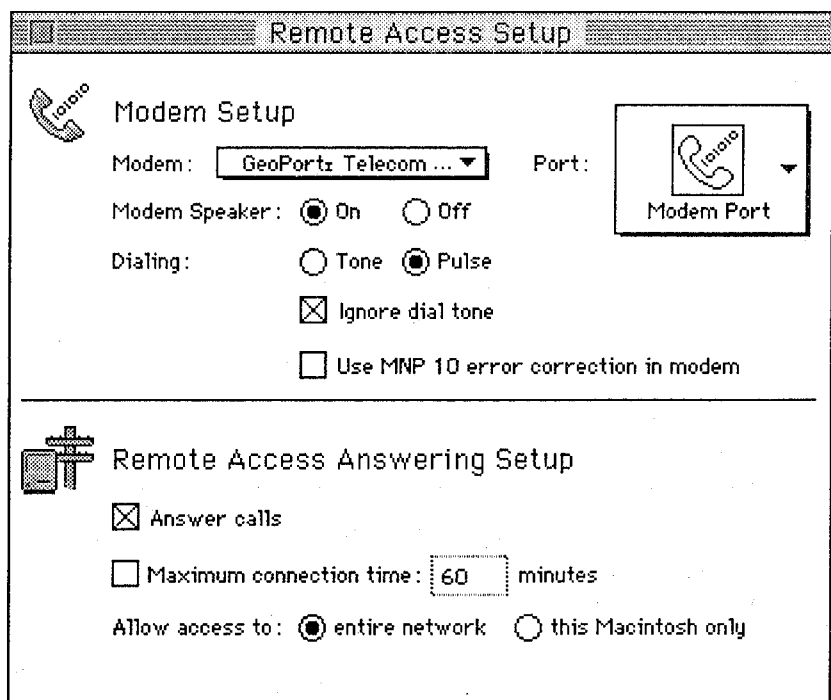 Remote Access Setup
Modem Setup
Modem: GeoPort Telecom ... Port:
Modem Port
Modem Speaker: On Off
Dialing: Tone Pulse
Ignore dial tone
Use MNP 10 error correction in modem
Remote Access Answering Setup
Answer calls
Maximum connection time: 60 minutes
Allow access to: entire network this Macintosh only